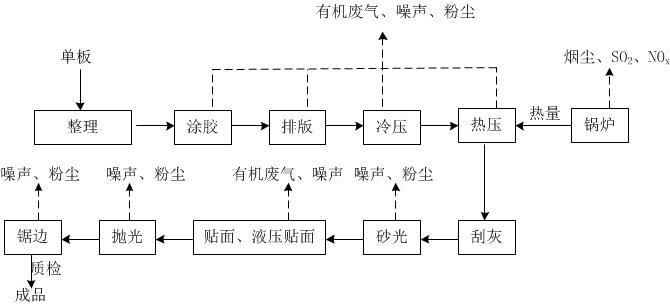 有机废气、噪声、粉尘
单板
烟尘、SO2、NOx
整理
涂胶
排版
冷压
热压
热量
锅炉
噪声、粉尘
噪声、粉尘
有机废气、噪声
噪声、粉尘
锯边
抛光
贴面、液压贴面
砂光
刮灰
质检
成品